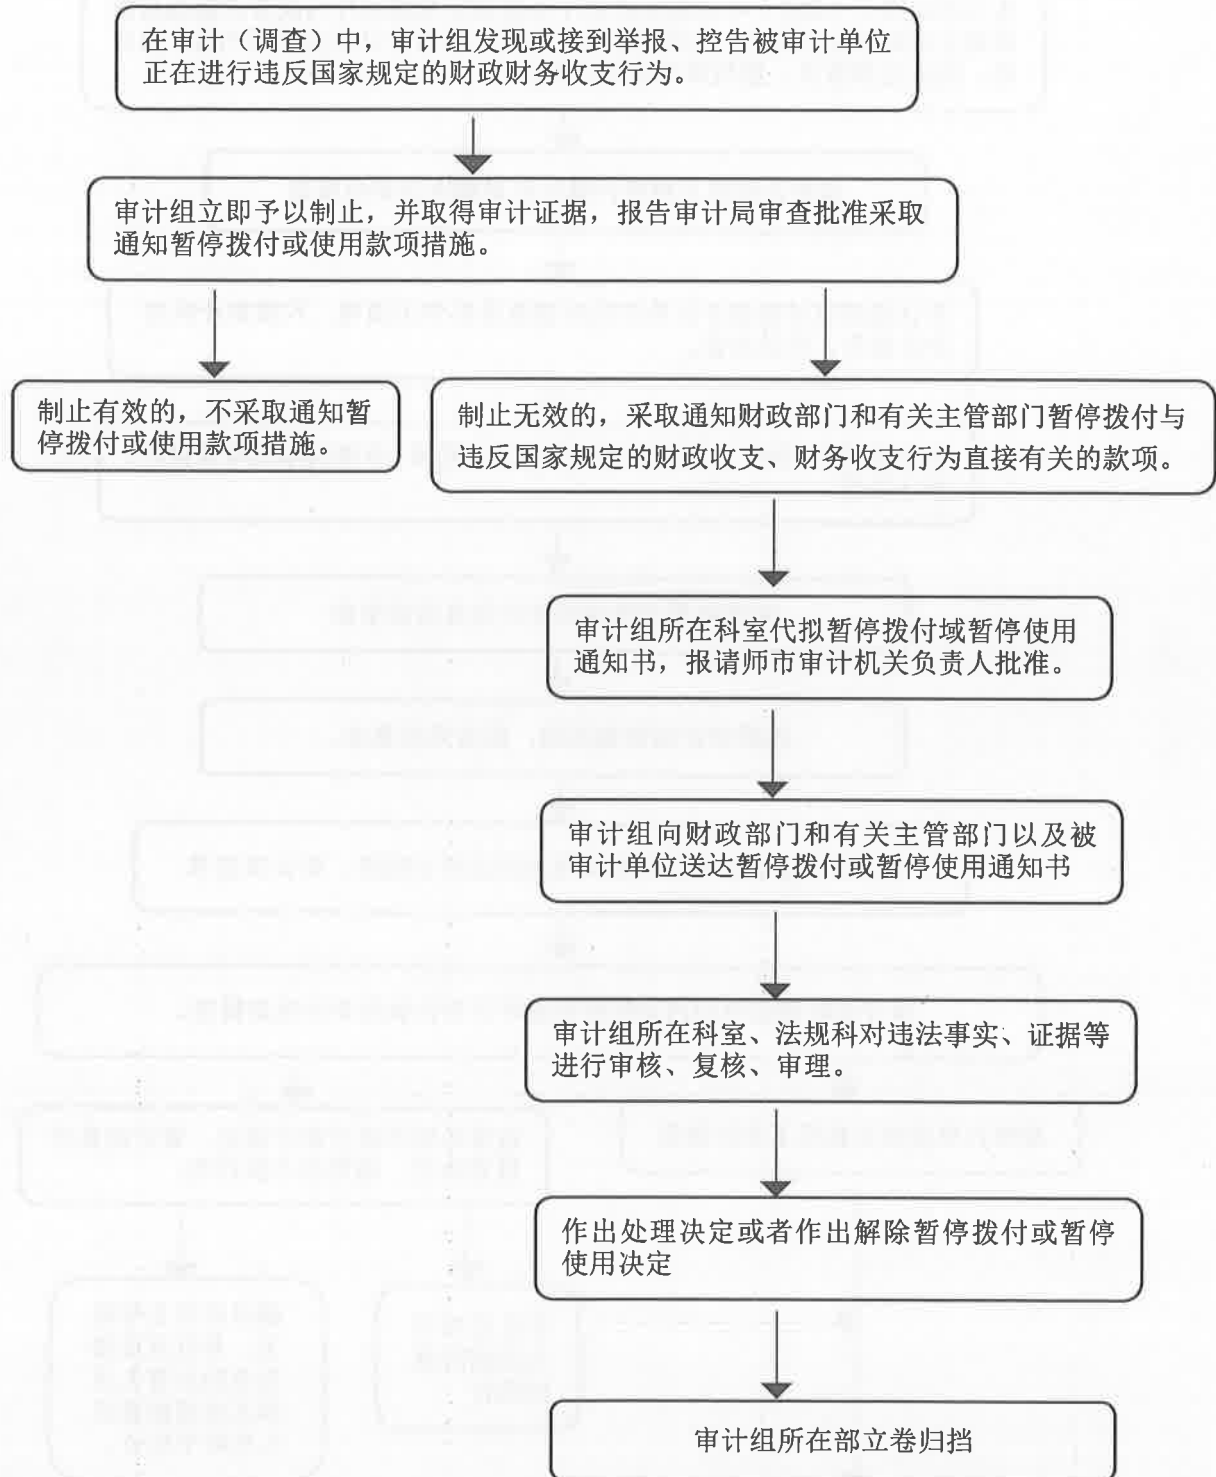 在审计（调查）中，审计组发现或接到举报、控告被审计单位
正在进行违反国家规定的财政财务收支行为。
审计组立即予以制止，并取得审计证据，报告审计局审查批准采取
通知暂停拨付或使用款项措施。
制止有效的，不采取通知暂
停拨付或使用款项措施。
制止无效的，采取通知财政部门和有关主管部门暂停拨付与
违反国家规定的财政收支、财务收支行为直接有关的款项。
审计组所在科室代拟暂停拨付域暂停使用
通知书，报请师市审计机关负责人批准。
审计组向财政部门和有关主管部门以及被
审计单位送达暂停拨付或暂停使用通知书
审计组所在科室、法规科对违法事实、证据等
进行审核、复核、审理。
作出处理决定或者作出解除暂停拨付或暂停
使用决定
审计组所在部立卷归挡